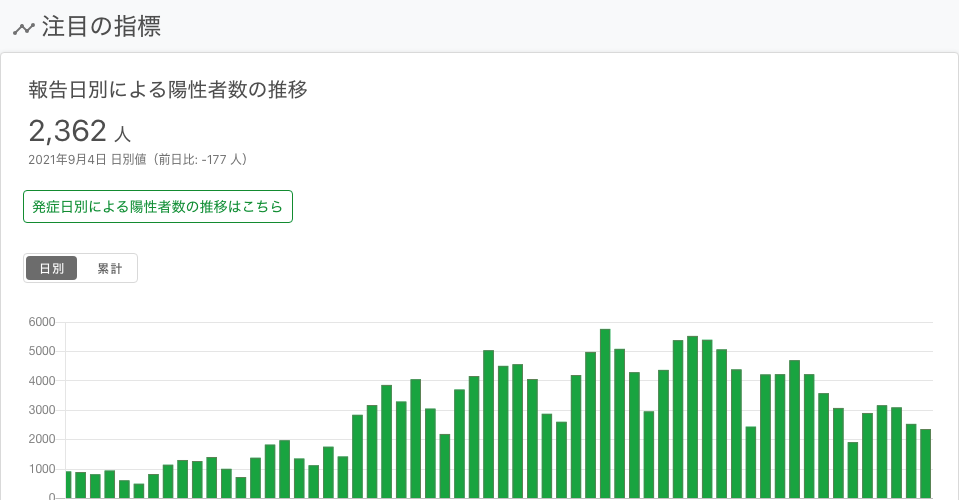 注目の指標
報告日別による陽性者数の推移
2,362 人
2021年9月4日 日別値（前日比: -177 人）
発症日別による陽性者数の推移はこちら
日別 累計
6000
5000
4000
3000
2000
1000
0